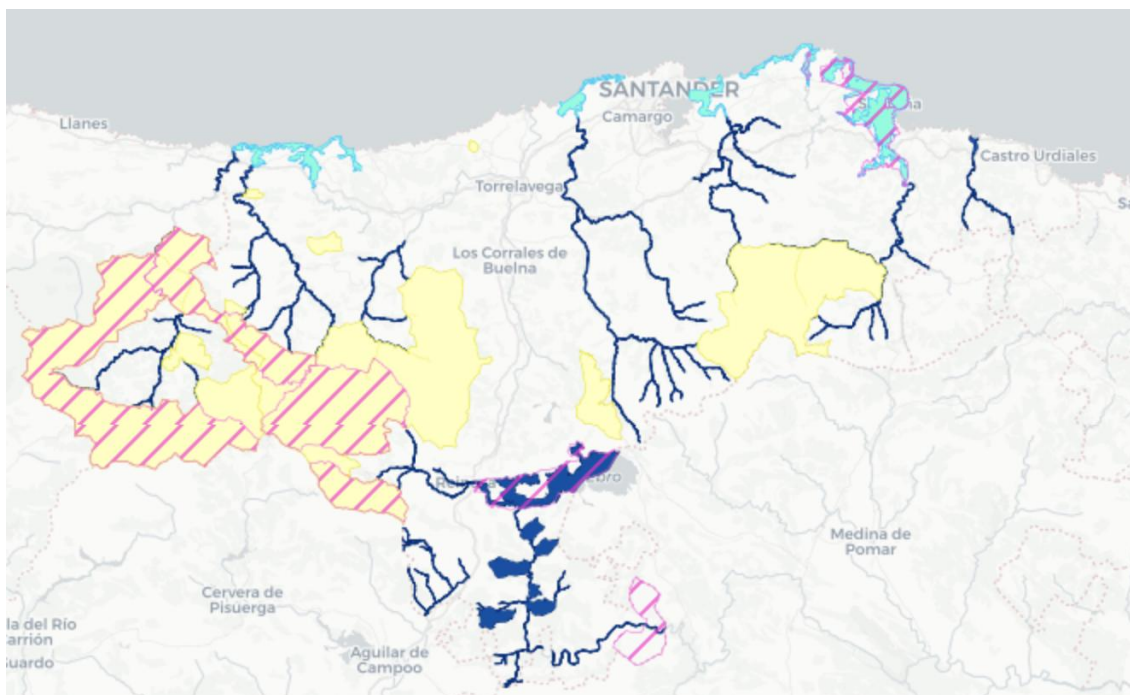 SANTANDER
Camargo
Llanes
Castro Urdiales
Torrelavega
Los Corrales de
Buelna
Medina de
Pomar
Cervera de
Pisuerga
Aguilar de
Campoo